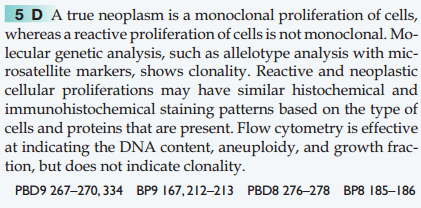 5 D A true neoplasm is a monoclonal proliferation of cells,
whereas a reactive proliferation of cells is not monoclonal. Mo-
lecular genetic analysis, such as allelotype analysis with mic-
rosatellite markers, shows clonality. Reactive and neoplastic
cellular proliferations may have similar histochemical and
immunohistochemical staining patterns based on the type of
cells and proteins that are present. Flow cytometry is effective
at indicating the DNA content, aneuploidy, and growth frac-
tion, but does not indicate clonality.
PBD9 267–270, 334 BP9 167, 212–213 PBD8 276–278 BP8 185–186